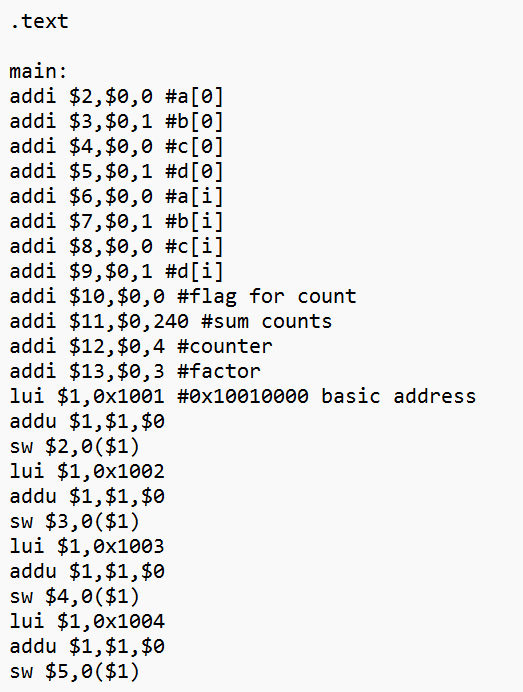 .text
main:
addi $2,$0,0 #a[0]
addi $3,$0,1 #b[0]
addi $4,$0,0 #c[0]
addi $5,$0,1 #d[0]
addi $6,$0,0 #a[i]
addi $7,$0,1 #b[i]
addi $8,$0,0 #c[i]
addi $9,$0,1 #d[i]
addi $10,$0,0 #flag for count
addi $11,$0,240 #sum counts
addi $12,$0,4 #counter
addi $13,$0,3 #factor
lui $1,0x1001 #0x10010000 basic address
addu $1,$1,$0
sw $2,0($1)
lui $1,0x1002
addu $1,$1,$0
sw $3,0($1)
lui $1,0x1003
addu $1,$1,$0
sw $4,0($1)
lui $1,0x1004
addu $1,$1,$0
sw $5,0($1)